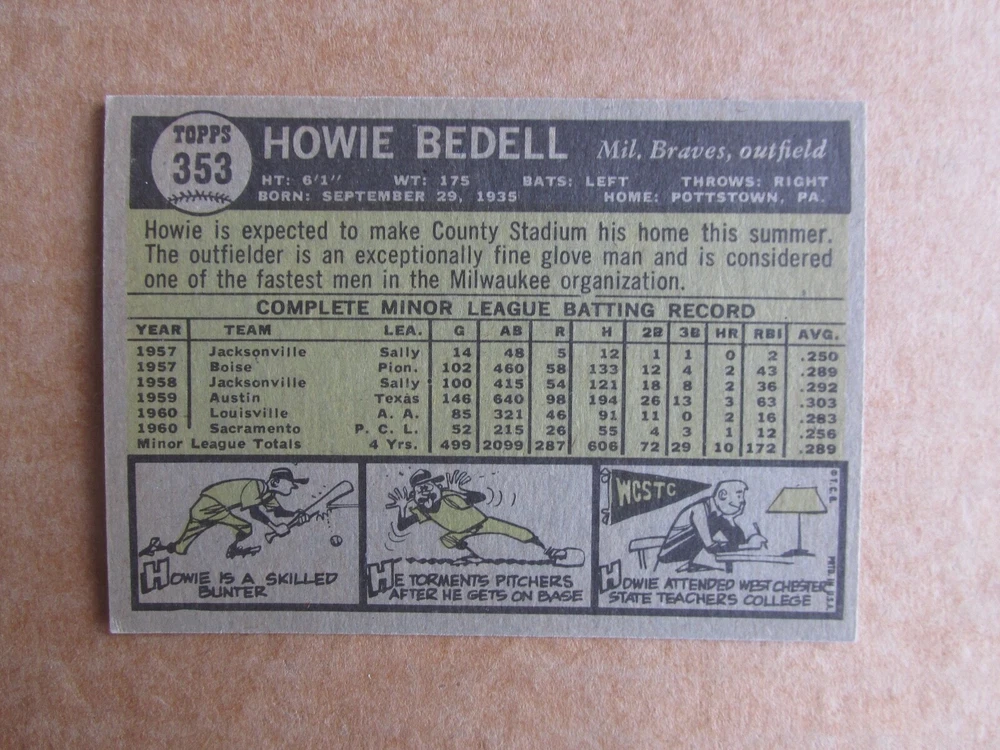 TOPPS
353
HOWIE BEDELL Mil. Braves, outfield
HT: 6'1" WT: 175 BATS: LEFT THROWS: RIGHT
BORN: SEPTEMBER 29, 1935 HOME: POTTSTOWN, PA.
Howie is expected to make County Stadium his home this summer.
The outfielder is an exceptionally fine glove man and is considered
one of the fastest men in the Milwaukee organization.
COMPLETE MINOR LEAGUE BATTING RECORD
YEAR TEAM LEA. G AB R H 2B 3B HR RBI AVG.
1957 Jacksonville Sally 14 48 5 12 1 1 0 2 .250
1957 Boise Pion. 102 460 58 133 12 4 2 43 .289
1958 Jacksonville Sally 100 415 54 121 18 8 2 36 .292
1959 Austin Texas 146 640 98 194 26 13 3 63 .303
1960 Louisville A. A. 85 321 46 91 11 0 2 16 .283
1960 Sacramento P. C. L. 52 215 26 55 4 3 1 12 .256
Minor League Totals 4 Yrs. 499 2099 287 606 72 29 10 172 .289
HOWIE IS A SKILLED
BUNTER
HE TORMENTS PITCHERS
AFTER HE GETS ON BASE
WCSTC
HOWIE ATTENDED WEST CHESTER
STATE TEACHERS COLLEGE
© T.C.G.
PRTD. IN U.S.A.